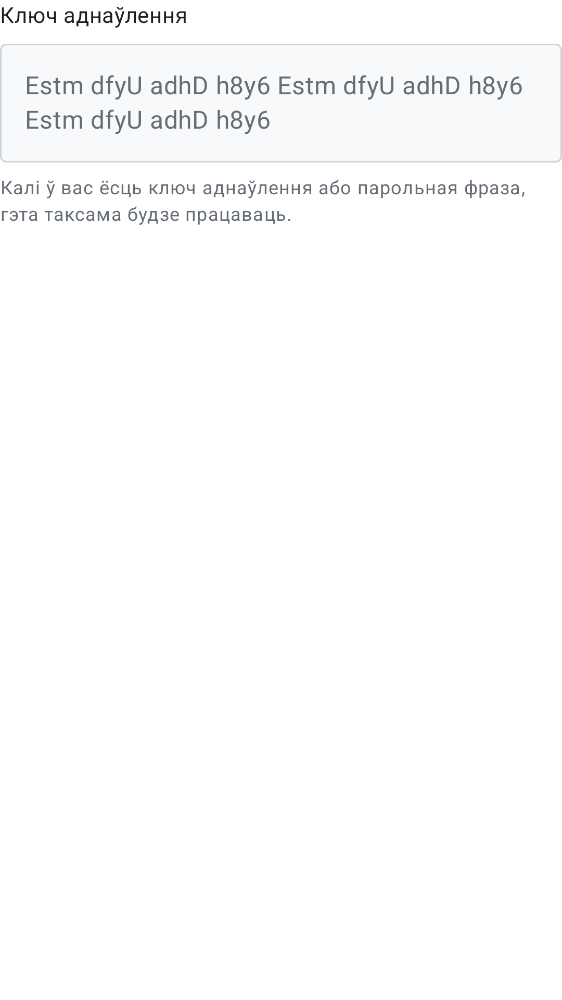 Ключ аднаўлення
Estm dfyU adhD h8y6 Estm dfyU adhD h8y6
Estm dfyU adhD h8y6
Калі ў вас ёсць ключ аднаўлення або парольная фраза,
гэта таксама будзе працаваць.